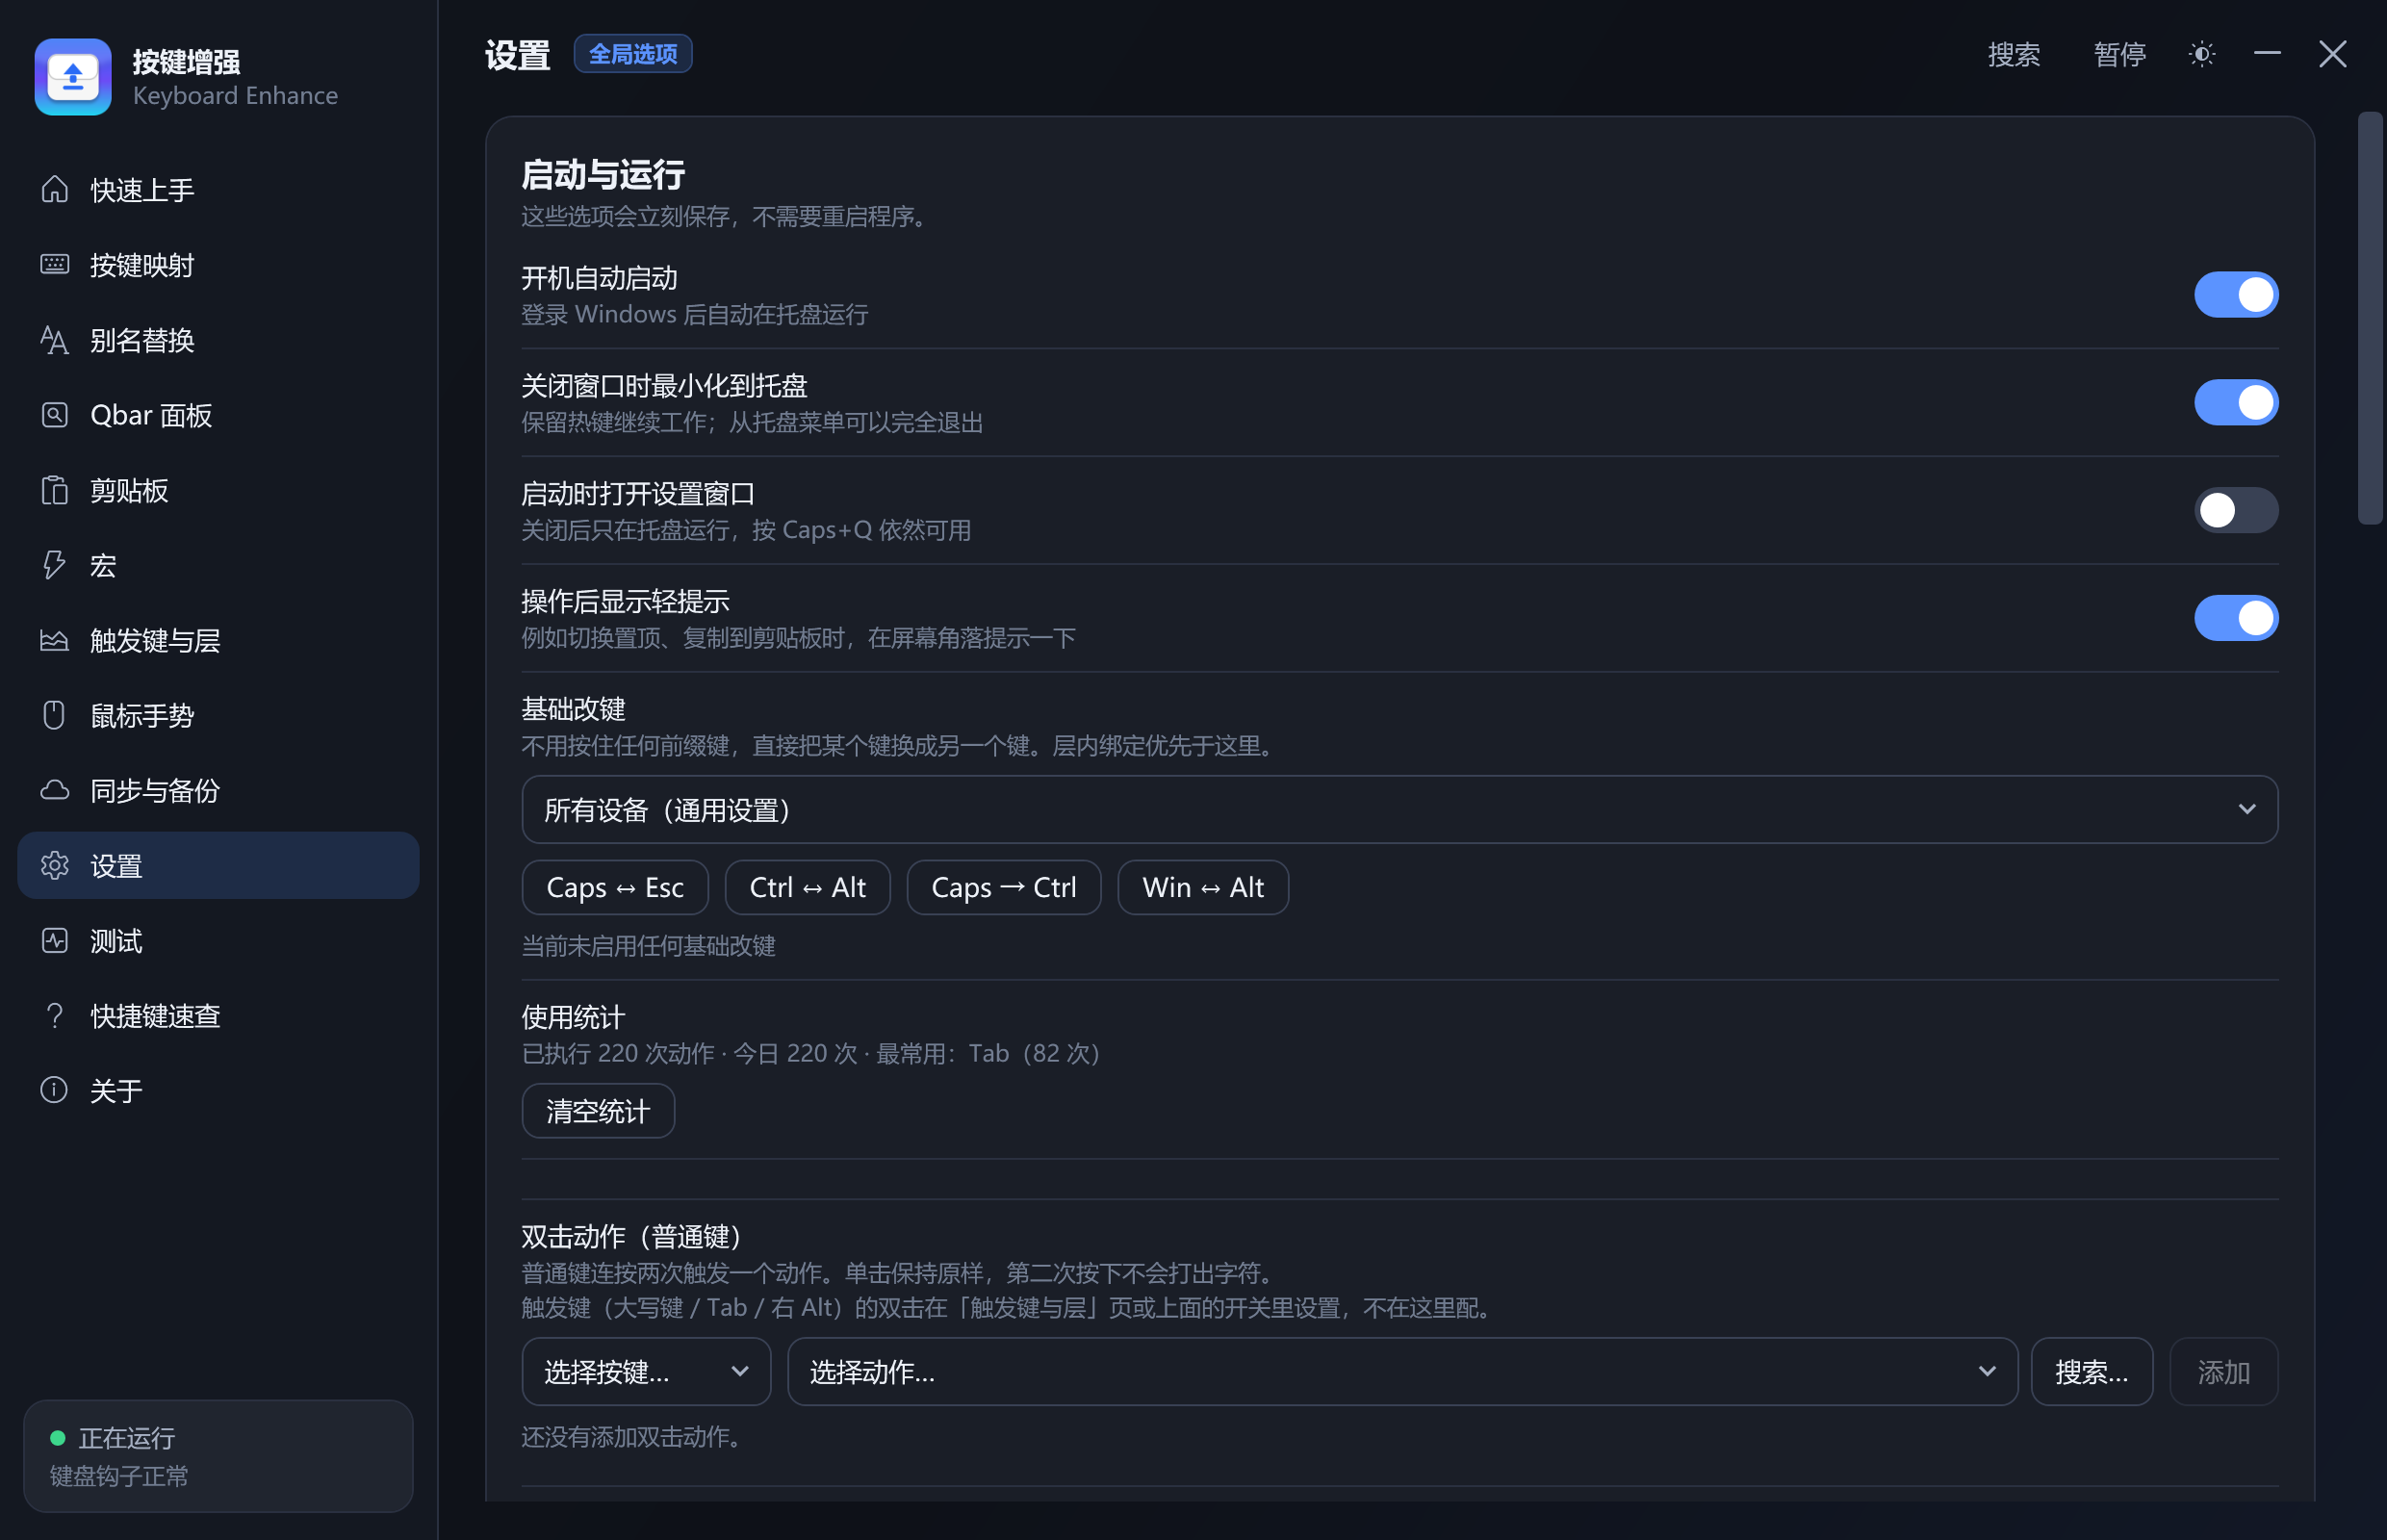 按键增强
Keyboard Enhance
快速上手
按键映射
别名替换
Qbar 面板
剪贴板
宏
触发键与层
鼠标手势
同步与备份
设置
测试
快捷键速查
关于
正在运行
键盘钩子正常
设置 全局选项
搜索 暂停
启动与运行
这些选项会立刻保存，不需要重启程序。
开机自动启动
登录 Windows 后自动在托盘运行
关闭窗口时最小化到托盘
保留热键继续工作；从托盘菜单可以完全退出
启动时打开设置窗口
关闭后只在托盘运行，按 Caps+Q 依然可用
操作后显示轻提示
例如切换置顶、复制到剪贴板时，在屏幕角落提示一下
基础改键
不用按住任何前缀键，直接把某个键换成另一个键。层内绑定优先于这里。
所有设备（通用设置）
Caps ↔ Esc Ctrl ↔ Alt Caps → Ctrl Win ↔ Alt
当前未启用任何基础改键
使用统计
已执行 220 次动作 · 今日 220 次 · 最常用：Tab（82 次）
清空统计
双击动作（普通键）
普通键连按两次触发一个动作。单击保持原样，第二次按下不会打出字符。
触发键（大写键 / Tab / 右 Alt）的双击在「触发键与层」页或上面的开关里设置，不在这里配。
选择按键... 选择动作... 搜索... 添加
还没有添加双击动作。